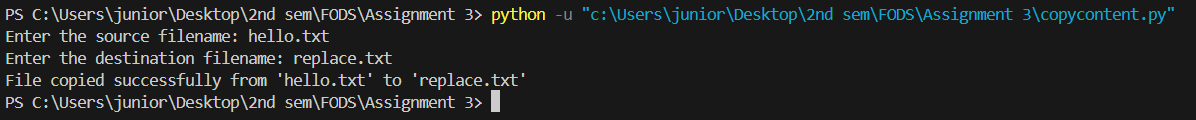 PS C:\Users\junior\Desktop\2nd sem\FODS\Assignment 3> python -u "c:\Users\junior\Desktop\2nd sem\FODS\Assignment 3\copycontent.py"
Enter the source filename: hello.txt
Enter the destination filename: replace.txt
File copied successfully from 'hello.txt' to 'replace.txt'
PS C:\Users\junior\Desktop\2nd sem\FODS\Assignment 3>